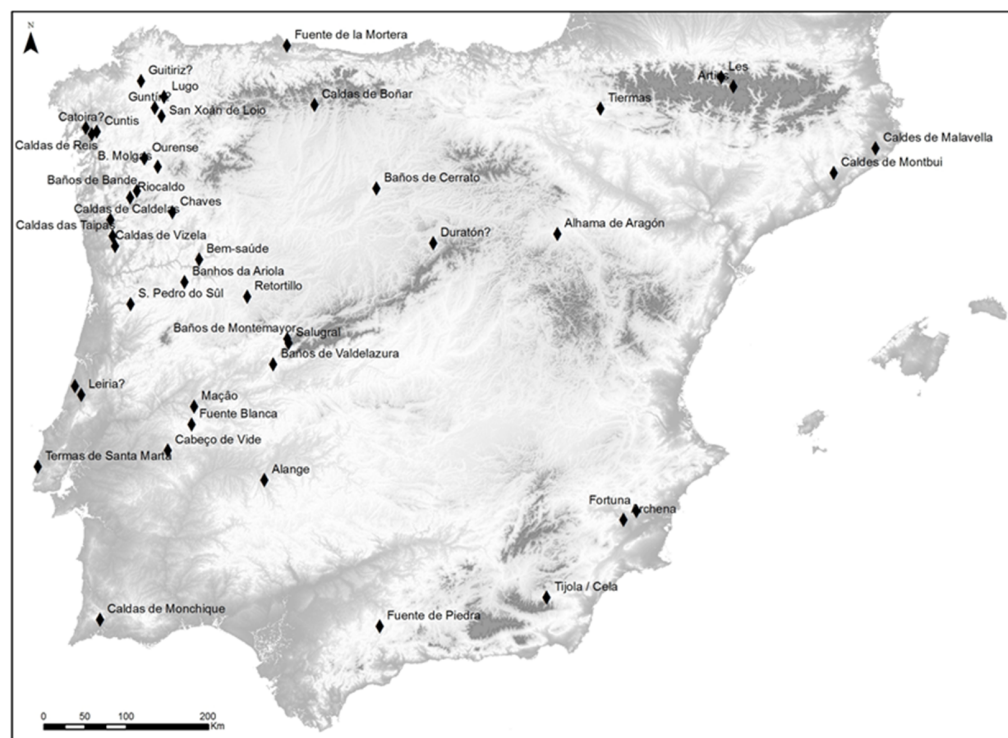 N
Fuente de la Mortera
Guitiriz?
Lugo
Guntín?
San Xoán de Loio
Caldas de Boñar
Les
Arties
Tiermas
Catoira?
Cuntis
Caldas de Reis
Ourense
B. Molgas
Caldes de Malavella
Caldes de Montbui
Baños de Bande
Riocaldo
Baños de Cerrato
Chaves
Caldas de Caldelas
Caldas das Taipas
Caldas de Vizela
Alhama de Aragón
Duratón?
Bem-saúde
Banhos da Ariola
Retortillo
S. Pedro do Sûl
Baños de Montemayor
Salugral
Baños de Valdelazura
Leiria?
Mação
Fuente Blanca
Cabeço de Vide
Termas de Santa Marta
Alange
Fortuna
Archena
Tijola / Cela
Caldas de Monchique
Fuente de Piedra
0 50 100 200
Km